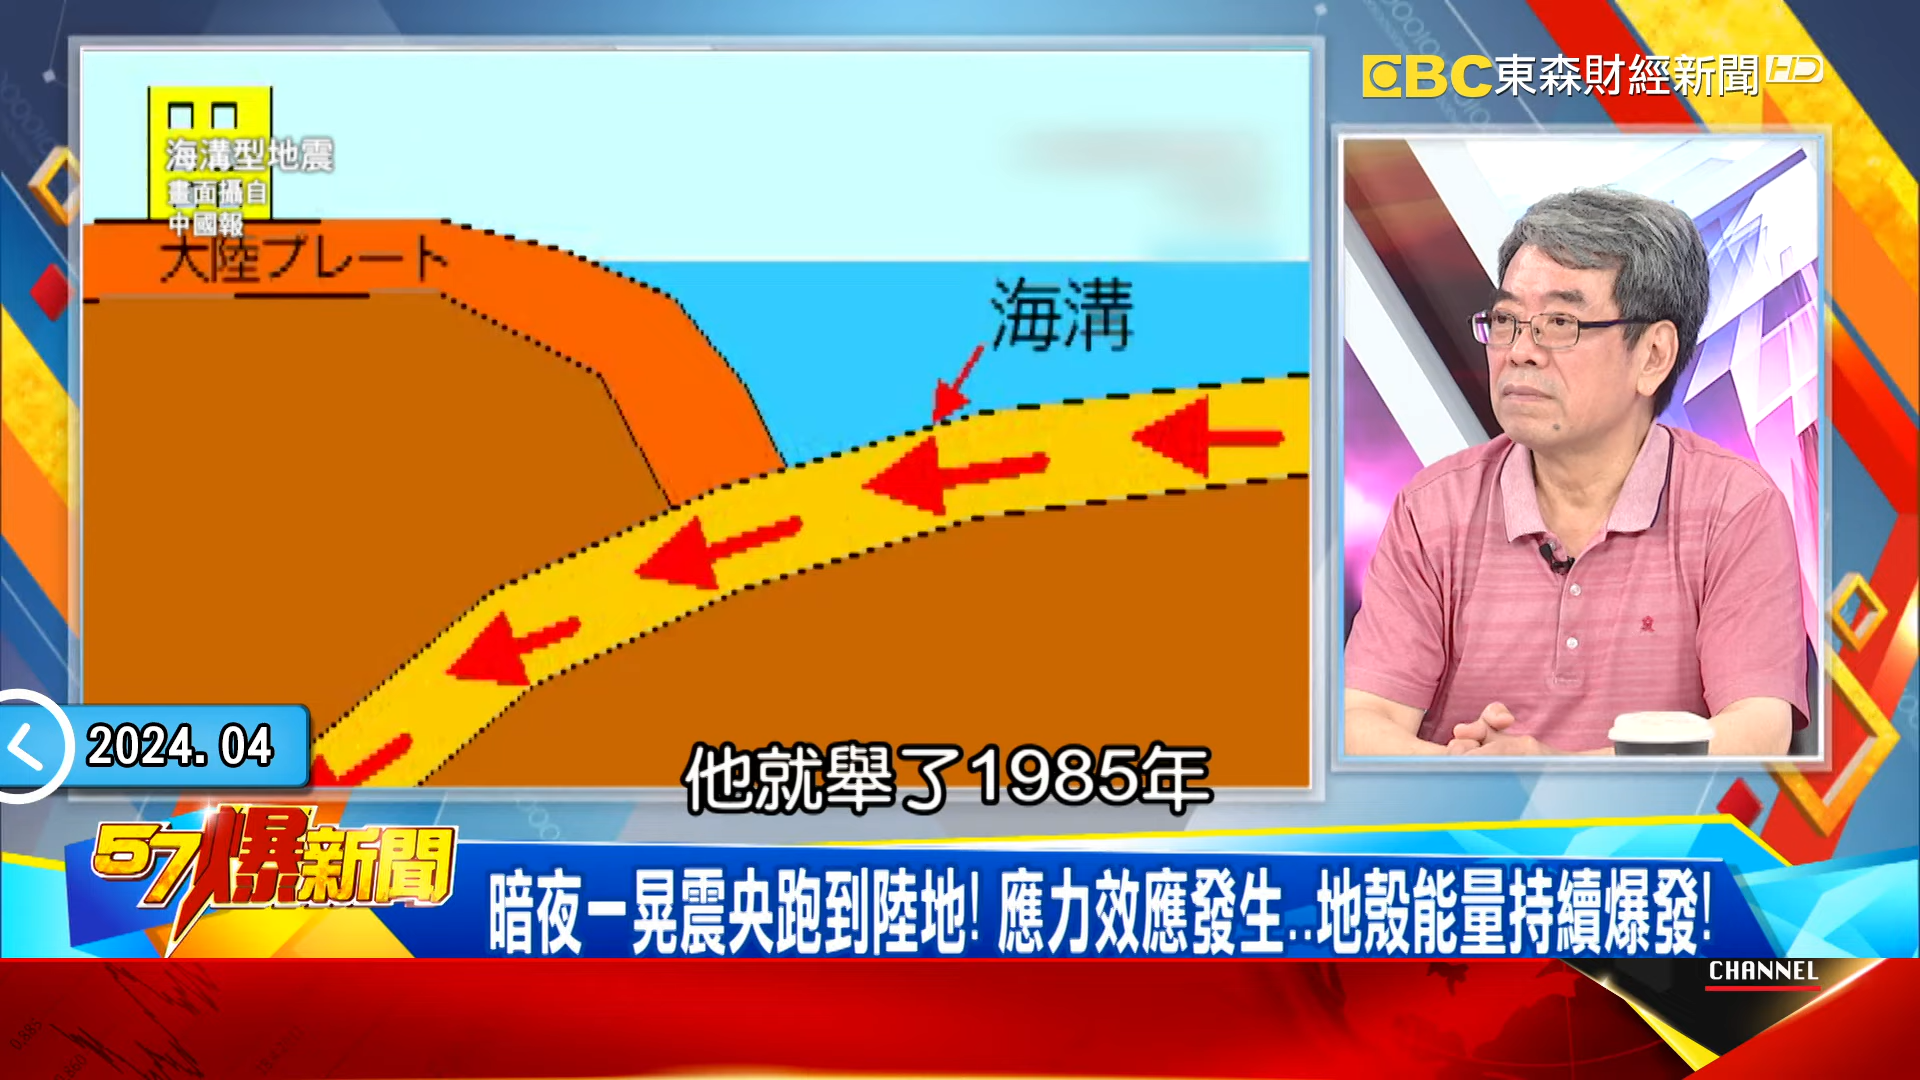 EBC東森財經新聞HD
海溝型地震
畫面攝自
中國報
大陸プレート
海溝
2024.04
他就舉了1985年
57爆新聞
暗夜一晃震央跑到陸地! 應力效應發生..地殼能量持續爆發!
CHANNEL